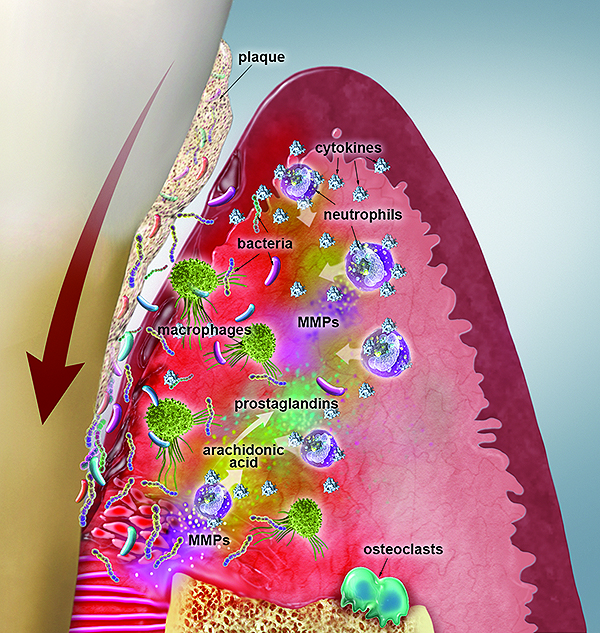 plaque
cytokines
neutrophils
bacteria
MMPs
macrophages
prostaglandins
arachidonic
acid
MMPs
osteoclasts